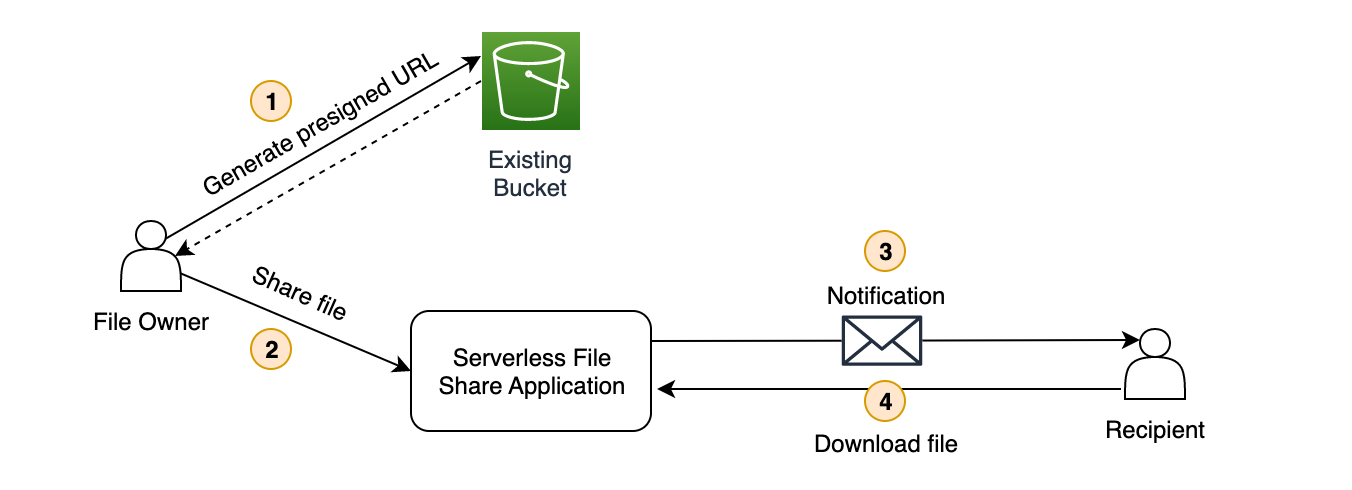 1
Generate presigned URL
Existing
Bucket
File Owner
Share file
2
Serverless File
Share Application
3
Notification
4
Download file
Recipient